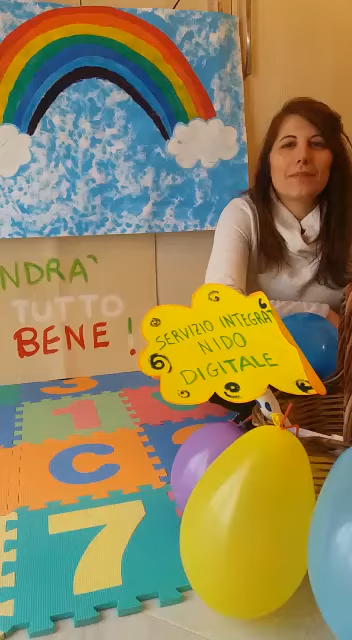 NDRA`
TUTTO
BENE!
SERVIZIO INTEGRAT
NIDO
DIGITALE
1
C
7